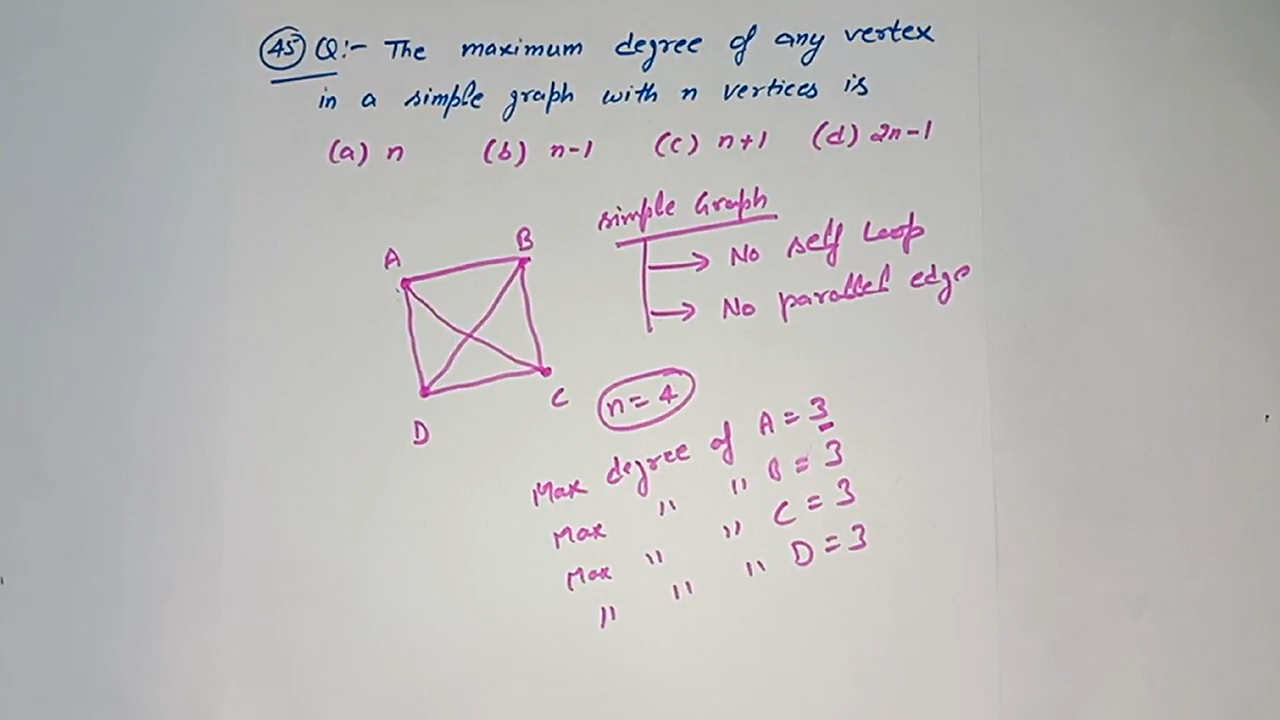 45 Q:- The maximum degree of any vertex
in a simple graph with n vertices is
(a) n (b) n-1 (c) n+1 (d) 2n-1
Simple Graph
→ No self Loop
→ No parallel edge
A
B
C
D
n=4
Max degree of A = 3
Max " " B = 3
Max " " C = 3
" " " D = 3